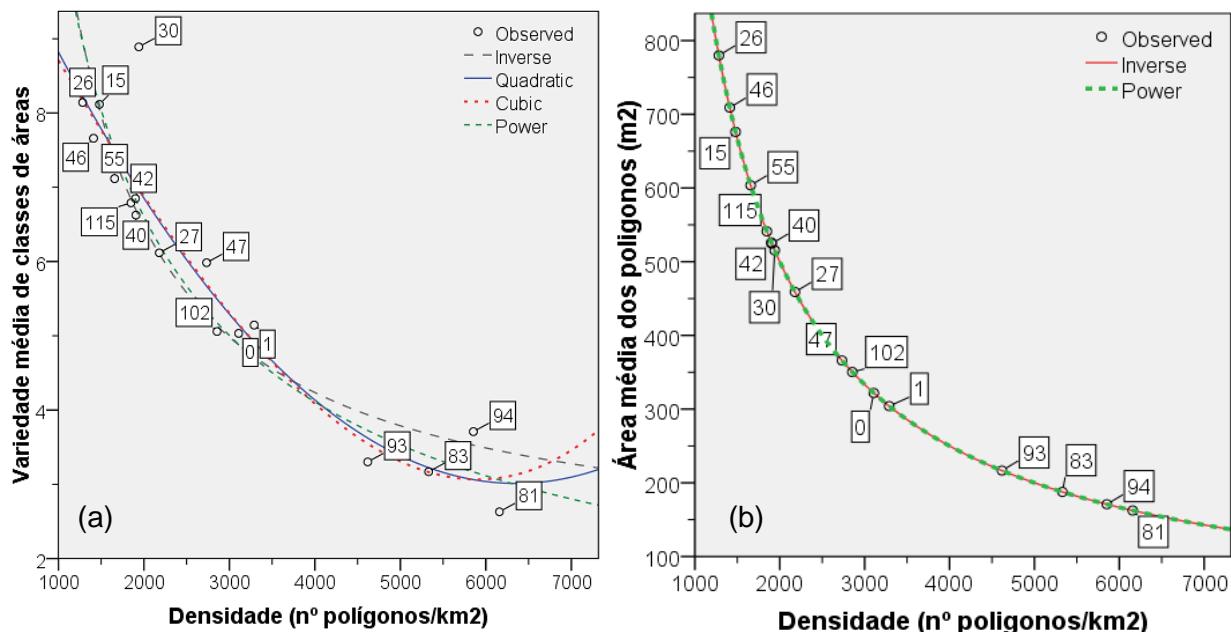 Variedade média de classes de áreas
8
6
4
2
30
26
15
46
55
42
115
40
27
47
102
0
1
94
93
83
81
Observed
Inverse
Quadratic
Cubic
Power
(a)
1000 2000 3000 4000 5000 6000 7000
Densidade (nº polígonos/km2)
Área média dos poligonos (m2)
800
700
600
500
400
300
200
100
26
46
15
55
115
40
42
30
27
47
102
1
0
93
83
94
81
Observed
Inverse
Power
(b)
1000 2000 3000 4000 5000 6000 7000
Densidade (nº poligonos/km2)